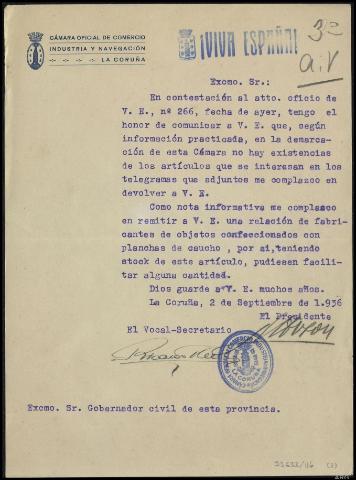 CÁMARA OFICIAL DE COMERCIO
INDUSTRIA Y NAVEGACIÓN
LA CORUÑA
¡VIVA ESPAÑA!
3ª
a.V
Excmo. Sr.:
En contestación al atto. oficio de
V. E., nº 266, fecha de ayer, tengo el
honor de comunicar a V. E. que, según
información practicada, en la demarca-
ción de esta Cámara no hay existencias
de los artículos que se interesan en los
telegramas que adjuntos me complazco en
devolver a V. E.
Como nota informativa me complazco
en remitir a V. E. una relación de fabri-
cantes de objetos confeccionados con
planchas de caucho, por si, teniendo
stock de este artículo, pudiesen facili-
tar alguna cantidad.
Dios guarde a V. E. muchos años.
La Coruña, 2 de Septiembre de 1.936
El Presidente
El Vocal-Secretario
LA CORUÑA
Excmo. Sr. Gobernador civil de esta provincia.